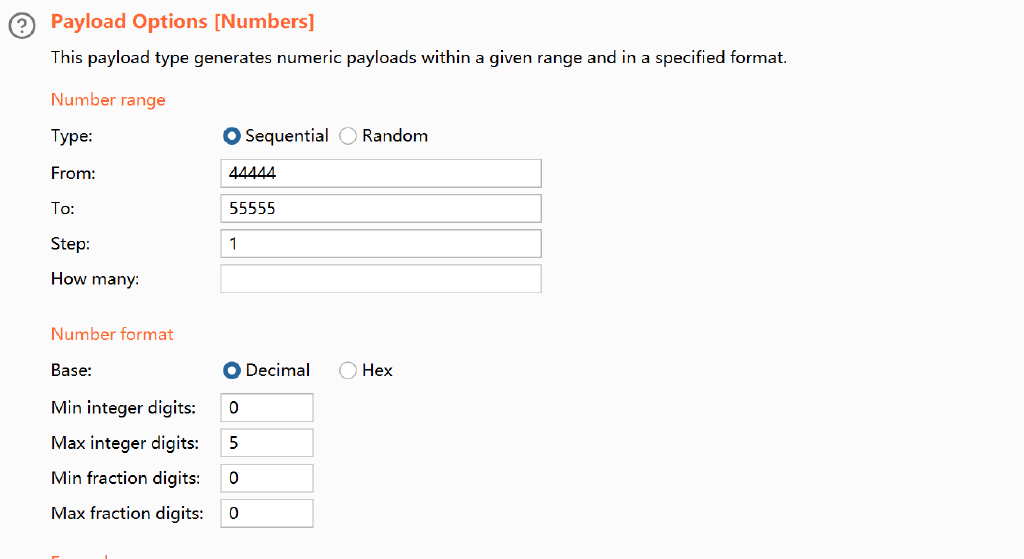 Payload Options [Numbers]
This payload type generates numeric payloads within a given range and in a specified format.
Number range
Type: Sequential Random
From: 44444
To: 55555
Step: 1
How many:
Number format
Base: Decimal Hex
Min integer digits: 0
Max integer digits: 5
Min fraction digits: 0
Max fraction digits: 0